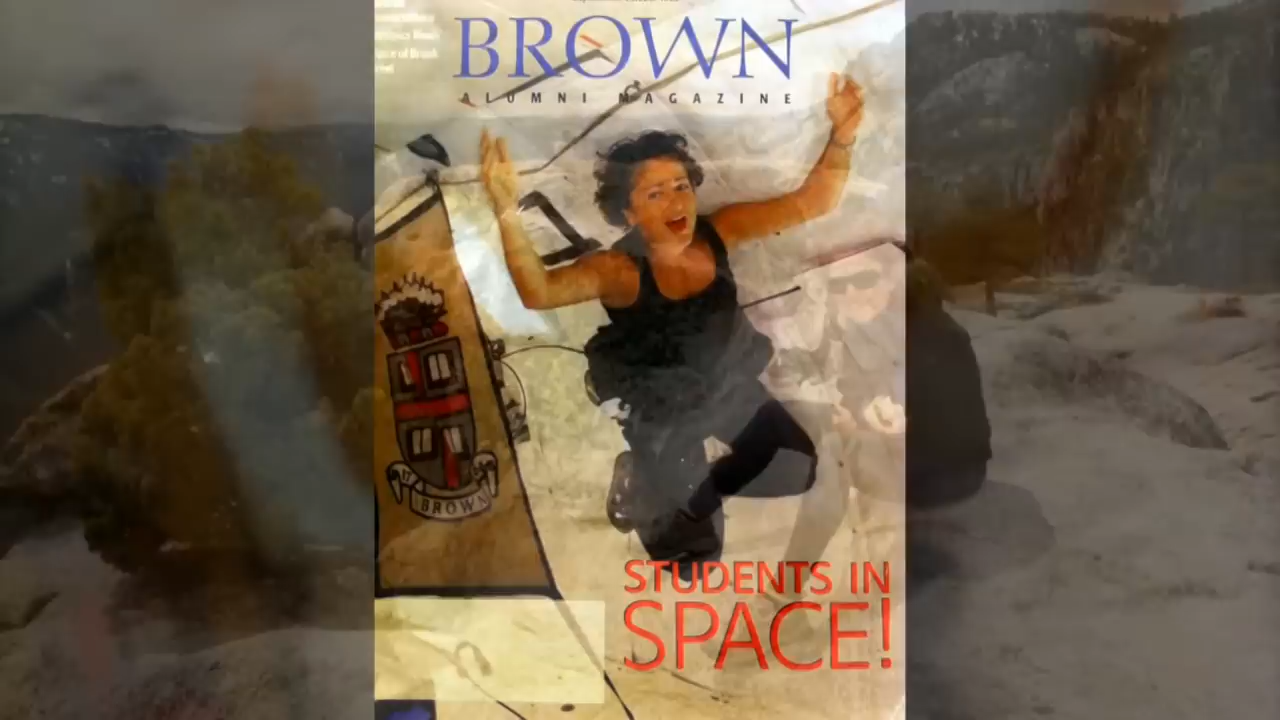 BROWN
ALUMNI MAGAZINE
BROWN
STUDENTS IN
SPACE!